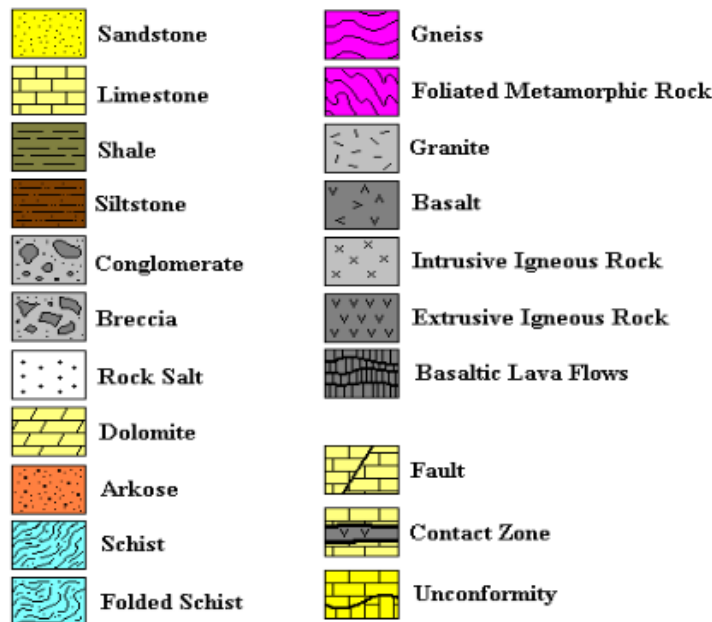 Sandstone
Limestone
Shale
Siltstone
Conglomerate
Breccia
Rock Salt
Dolomite
Arkose
Schist
Folded Schist
Gneiss
Foliated Metamorphic Rock
Granite
Basalt
Intrusive Igneous Rock
Extrusive Igneous Rock
Basaltic Lava Flows
Fault
Contact Zone
Unconformity